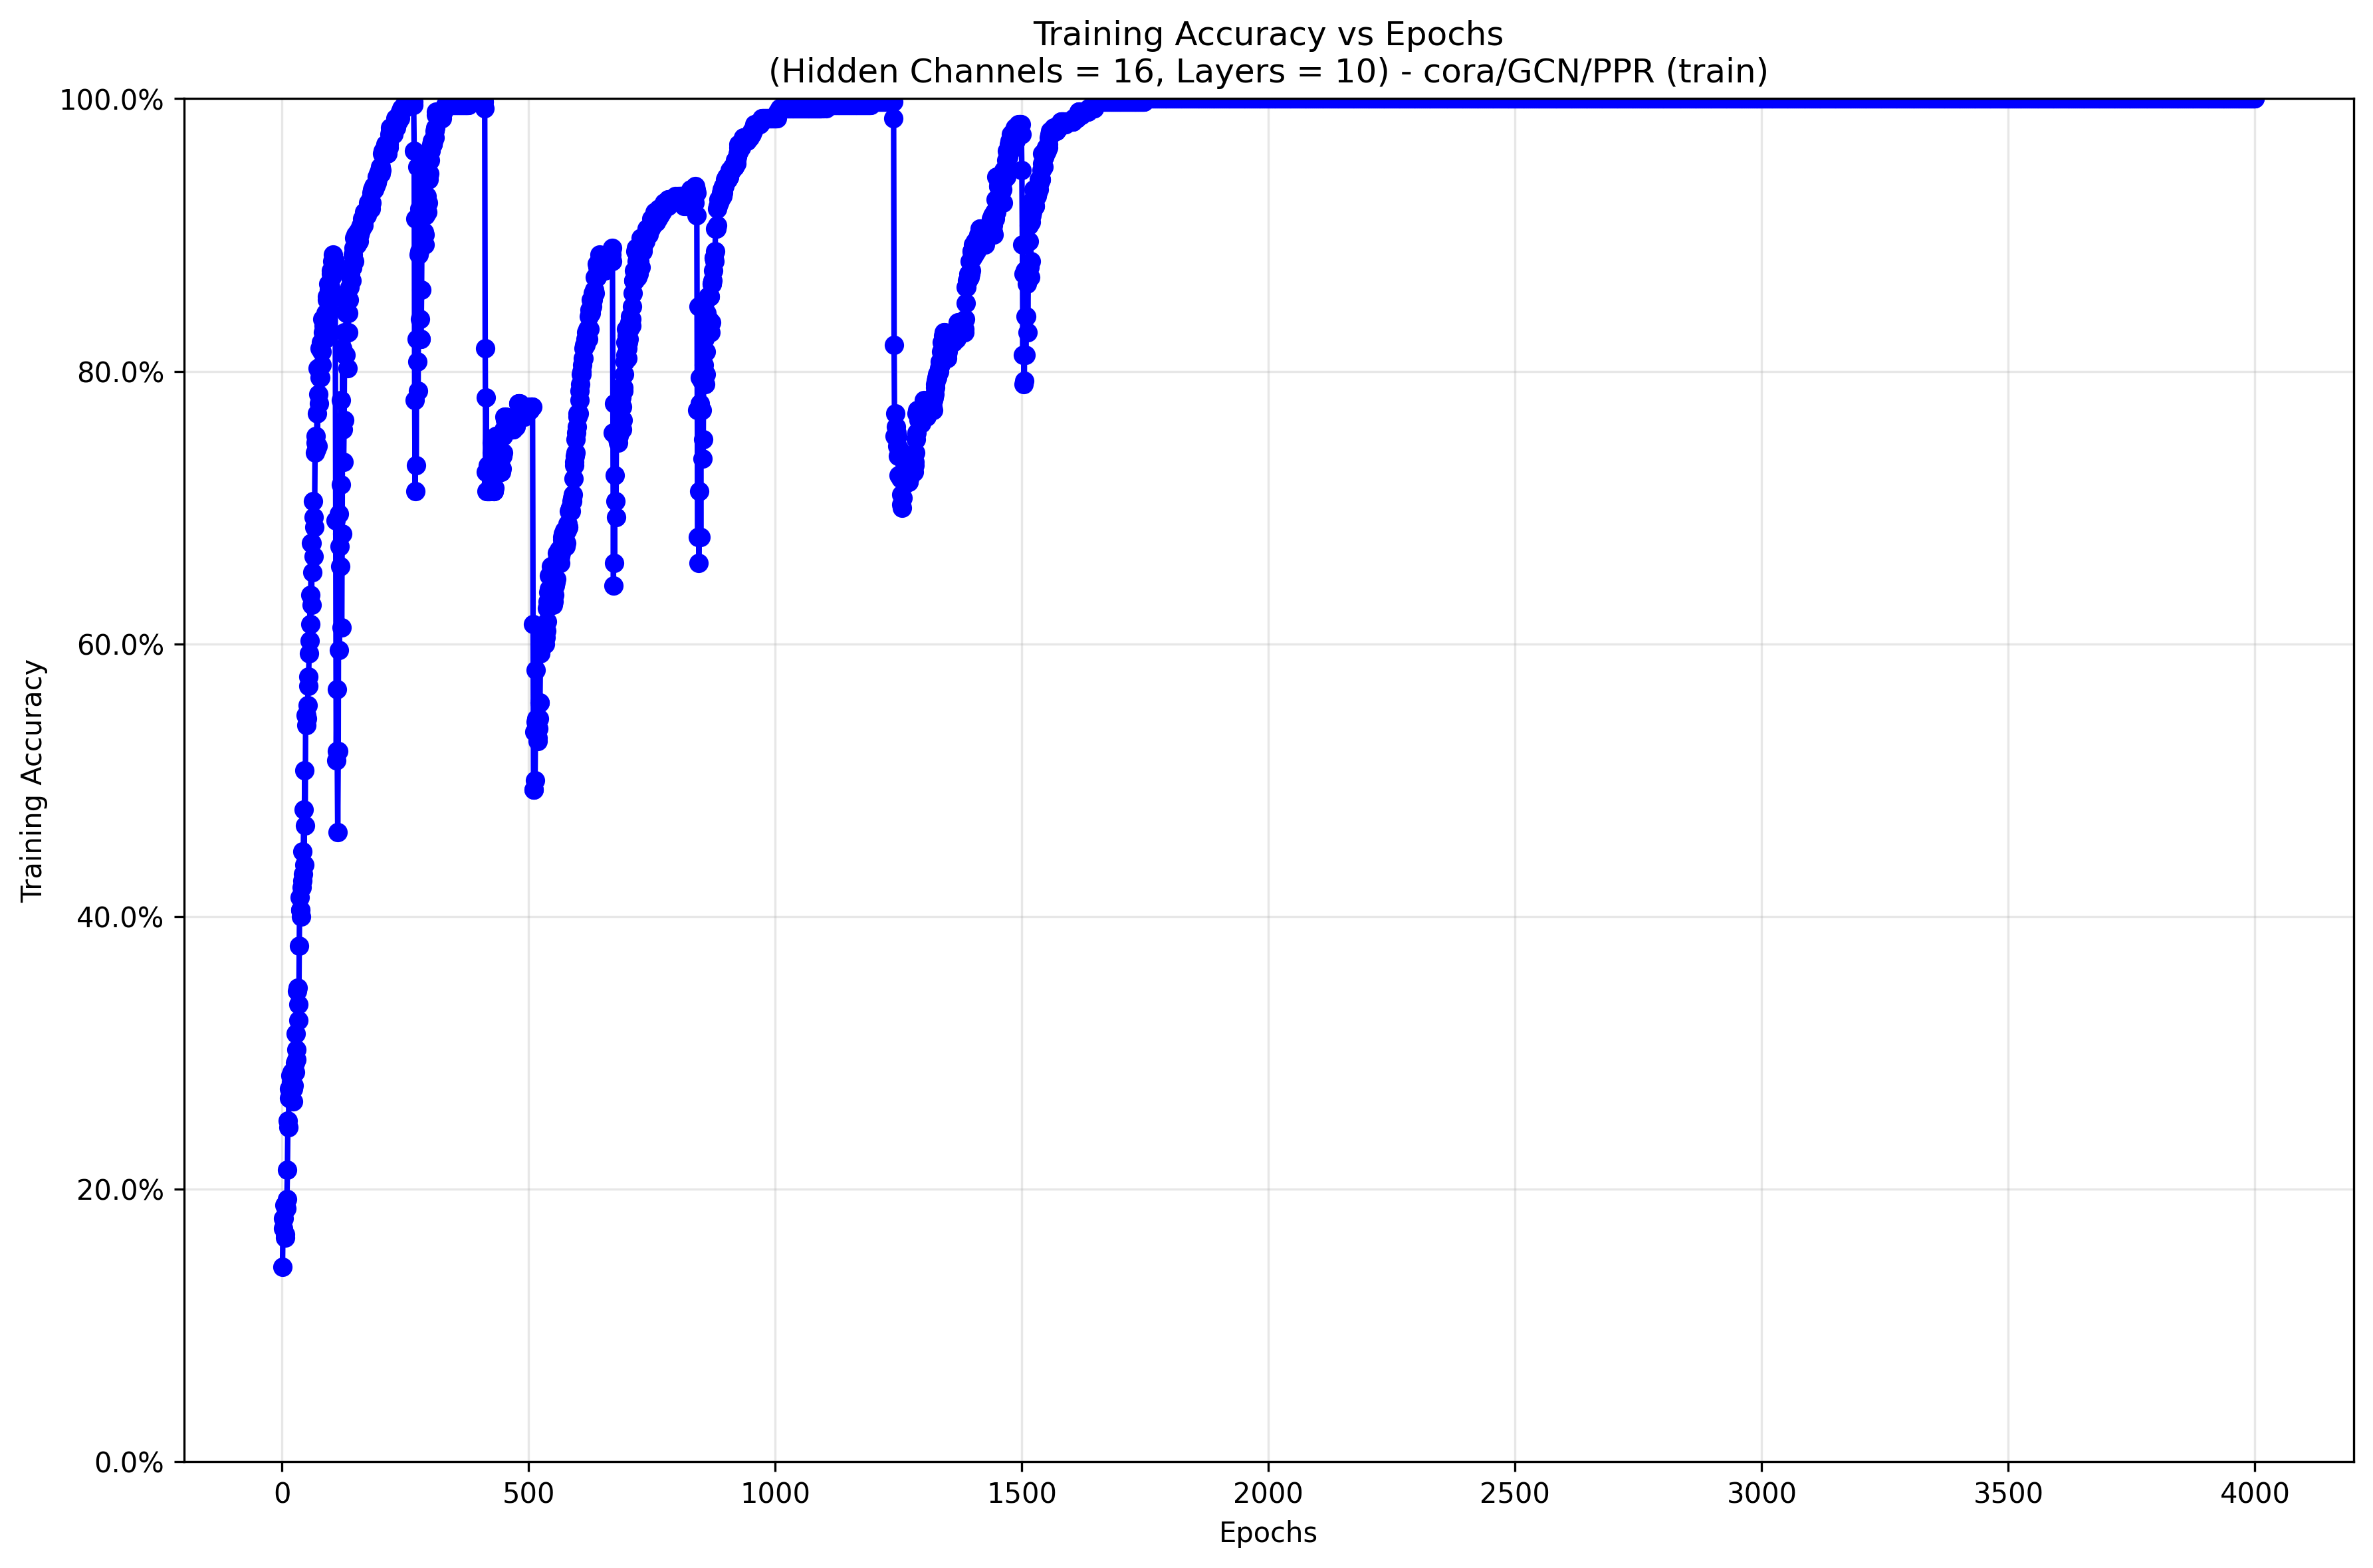 Training Accuracy vs Epochs
(Hidden Channels = 16, Layers = 10) - cora/GCN/PPR (train)
100.0%
80.0%
60.0%
40.0%
20.0%
0.0%
Training Accuracy
0 500 1000 1500 2000 2500 3000 3500 4000
Epochs